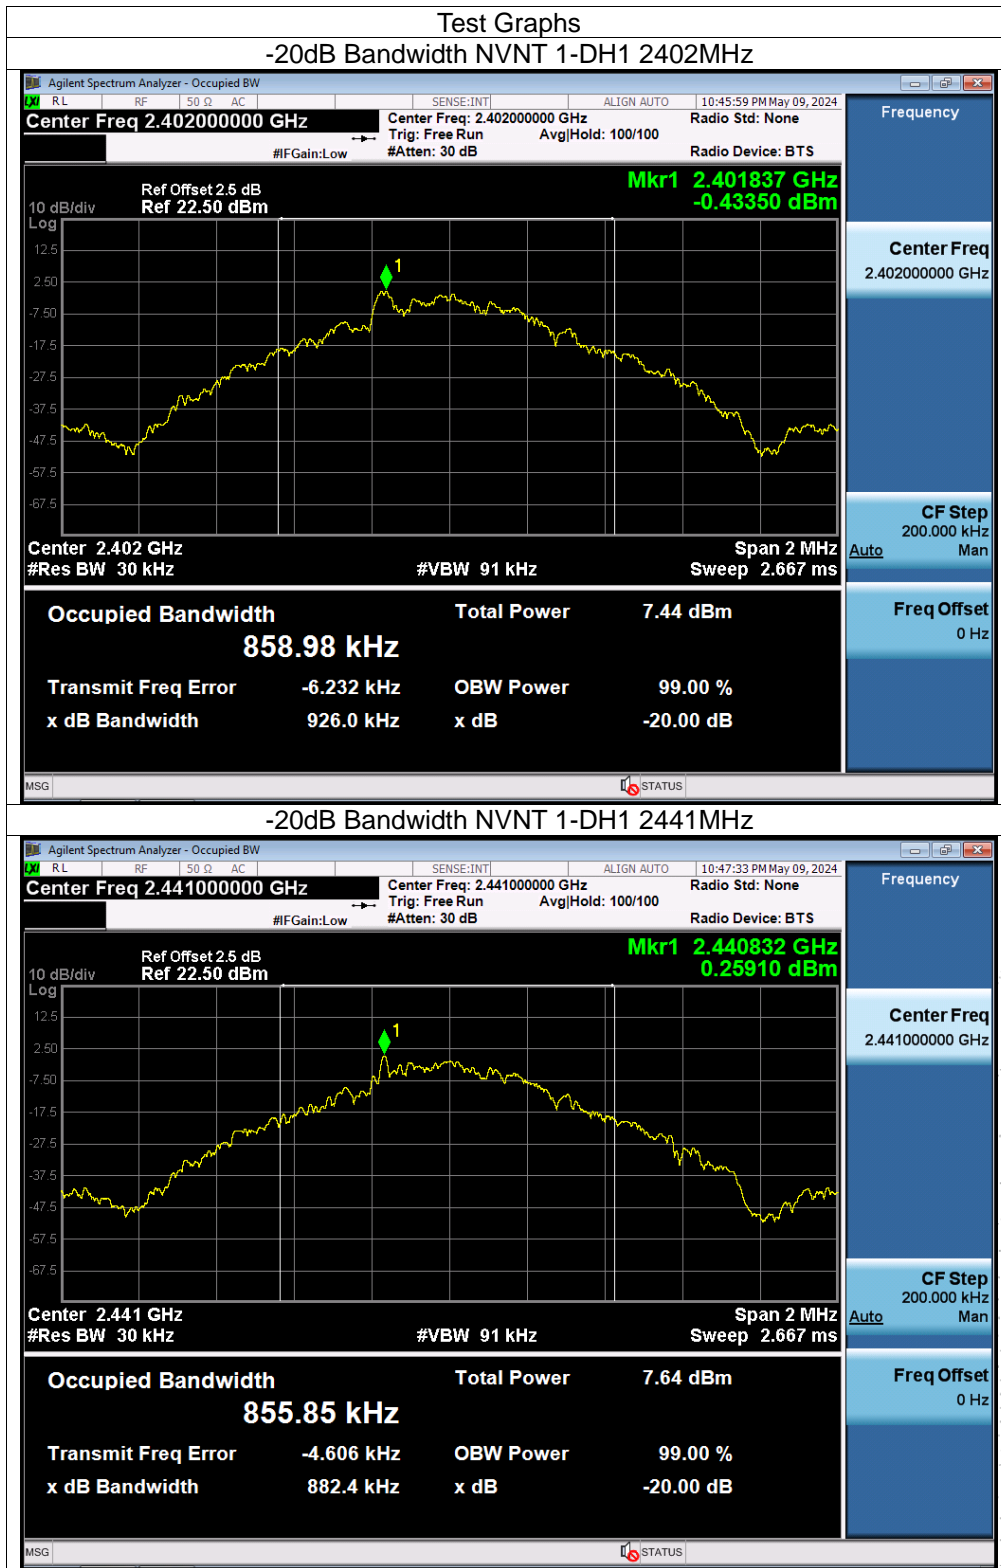 Test Graphs
-20dB Bandwidth NVNT 1-DH1 2402MHz
Agilent Spectrum Analyzer - Occupied BW
LXI RL RF 50 Ω AC SENSE:INT ALIGN AUTO 10:45:59 PM May 09, 2024
Center Freq 2.402000000 GHz Center Freq: 2.402000000 GHz Radio Std: None
Trig: Free Run Avg|Hold: 100/100
#IFGain:Low #Atten: 30 dB Radio Device: BTS
Frequency
Mkr1 2.401837 GHz
-0.43350 dBm
Ref Offset 2.5 dB
10 dB/div Ref 22.50 dBm
Log
12.5
2.50
-7.50
-17.5
-27.5
-37.5
-47.5
-57.5
-67.5
1
Center Freq
2.402000000 GHz
Center 2.402 GHz Span 2 MHz
#Res BW 30 kHz #VBW 91 kHz Sweep 2.667 ms
CF Step
200.000 kHz
Auto Man
Occupied Bandwidth Total Power 7.44 dBm
858.98 kHz
Transmit Freq Error -6.232 kHz OBW Power 99.00 %
x dB Bandwidth 926.0 kHz x dB -20.00 dB
Freq Offset
0 Hz
MSG STATUS
-20dB Bandwidth NVNT 1-DH1 2441MHz
Agilent Spectrum Analyzer - Occupied BW
LXI RL RF 50 Ω AC SENSE:INT ALIGN AUTO 10:47:33 PM May 09, 2024
Center Freq 2.441000000 GHz Center Freq: 2.441000000 GHz Radio Std: None
Trig: Free Run Avg|Hold: 100/100
#IFGain:Low #Atten: 30 dB Radio Device: BTS
Frequency
Mkr1 2.440832 GHz
0.25910 dBm
Ref Offset 2.5 dB
10 dB/div Ref 22.50 dBm
Log
12.5
2.50
-7.50
-17.5
-27.5
-37.5
-47.5
-57.5
-67.5
1
Center Freq
2.441000000 GHz
Center 2.441 GHz Span 2 MHz
#Res BW 30 kHz #VBW 91 kHz Sweep 2.667 ms
CF Step
200.000 kHz
Auto Man
Occupied Bandwidth Total Power 7.64 dBm
855.85 kHz
Transmit Freq Error -4.606 kHz OBW Power 99.00 %
x dB Bandwidth 882.4 kHz x dB -20.00 dB
Freq Offset
0 Hz
MSG STATUS